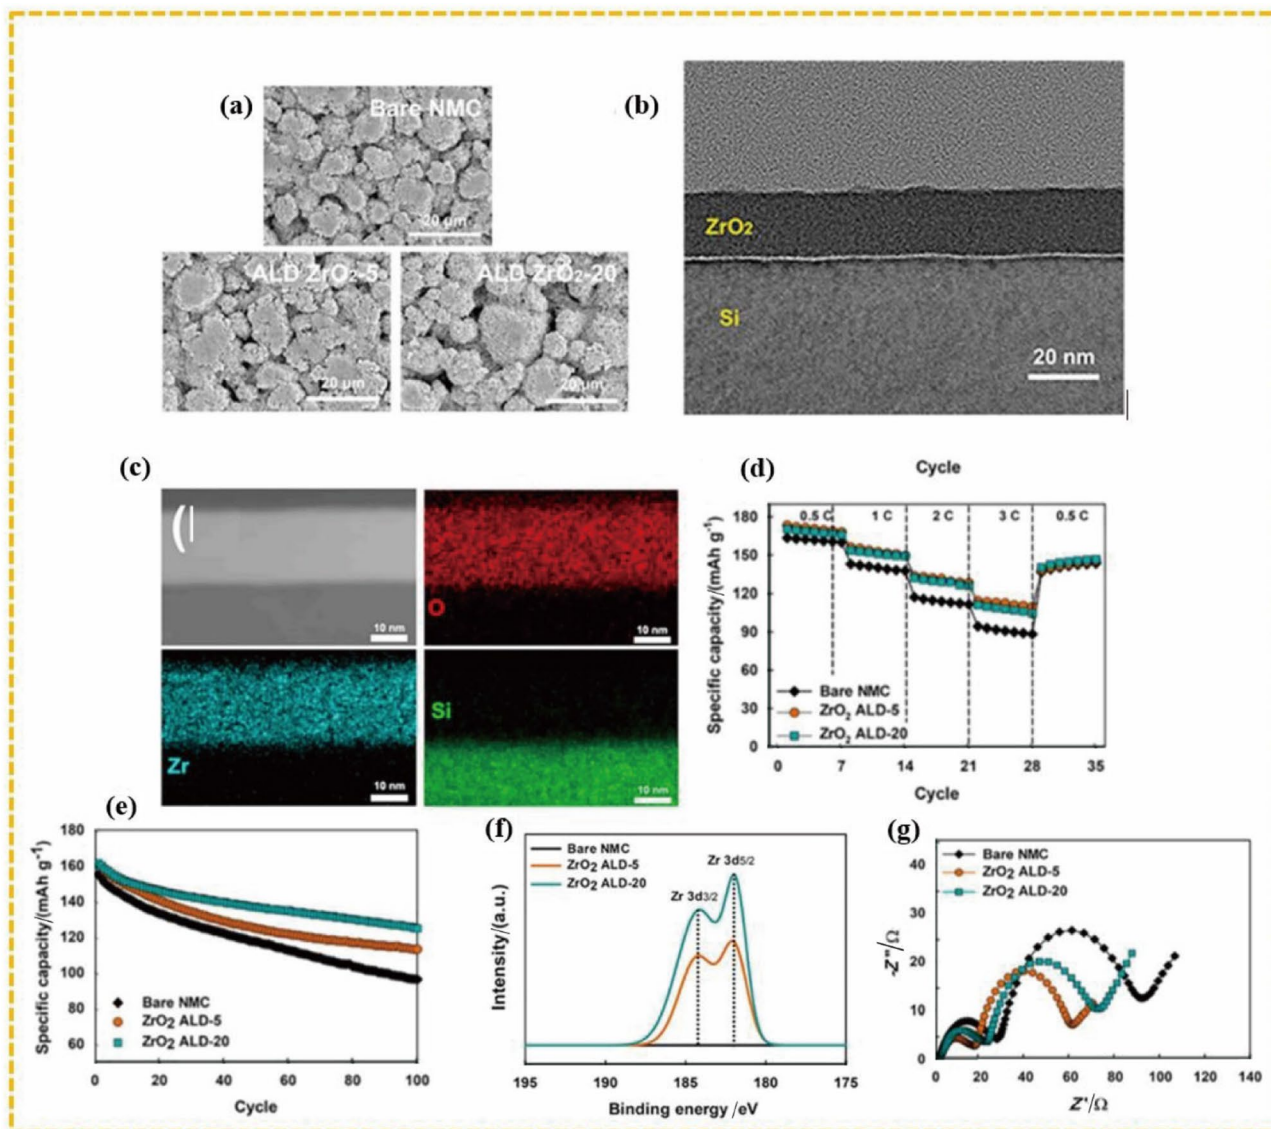 (a)
Bare NMC
20 μm
ALD ZrO₂-5
20 μm
ALD ZrO₂-20
20 μm
(b)
ZrO₂
Si
20 nm
(c)
10 nm
O
10 nm
Zr
10 nm
Si
10 nm
(d)
Cycle
Specific capacity/(mAh g⁻¹)
180
150
120
90
60
30
0
0.5 C
1 C
2 C
3 C
0.5 C
Bare NMC
ZrO₂ ALD-5
ZrO₂ ALD-20
0 7 14 21 28 35
Cycle
(e)
Specific capacity/(mAh g⁻¹)
180
160
140
120
100
80
60
Bare NMC
ZrO₂ ALD-5
ZrO₂ ALD-20
0 20 40 60 80 100
Cycle
(f)
Intensity/(a.u.)
Bare NMC
ZrO₂ ALD-5
ZrO₂ ALD-20
Zr 3d5/2
Zr 3d3/2
195 190 185 180 175
Binding energy /eV
(g)
-Z"/Ω
40
30
20
10
0
Bare NMC
ZrO₂ ALD-5
ZrO₂ ALD-20
0 20 40 60 80 100 120 140
Z'/Ω